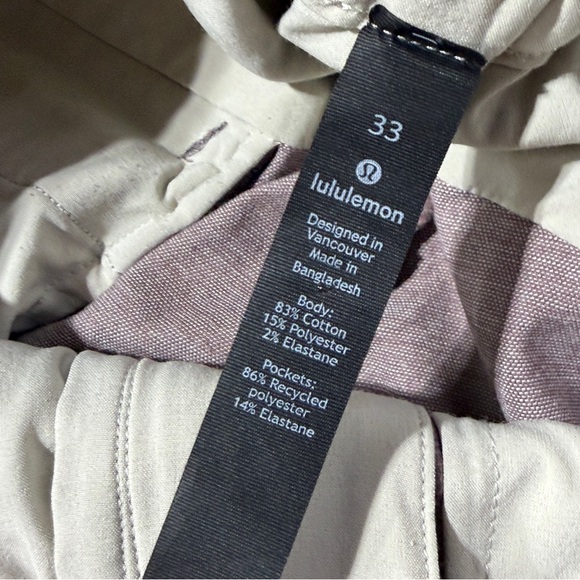 33
lululemon
Designed in
Vancouver
Made in
Bangladesh
Body:
83% Cotton
15% Polyester
2% Elastane
Pockets:
86% Recycled
polyester
14% Elastane